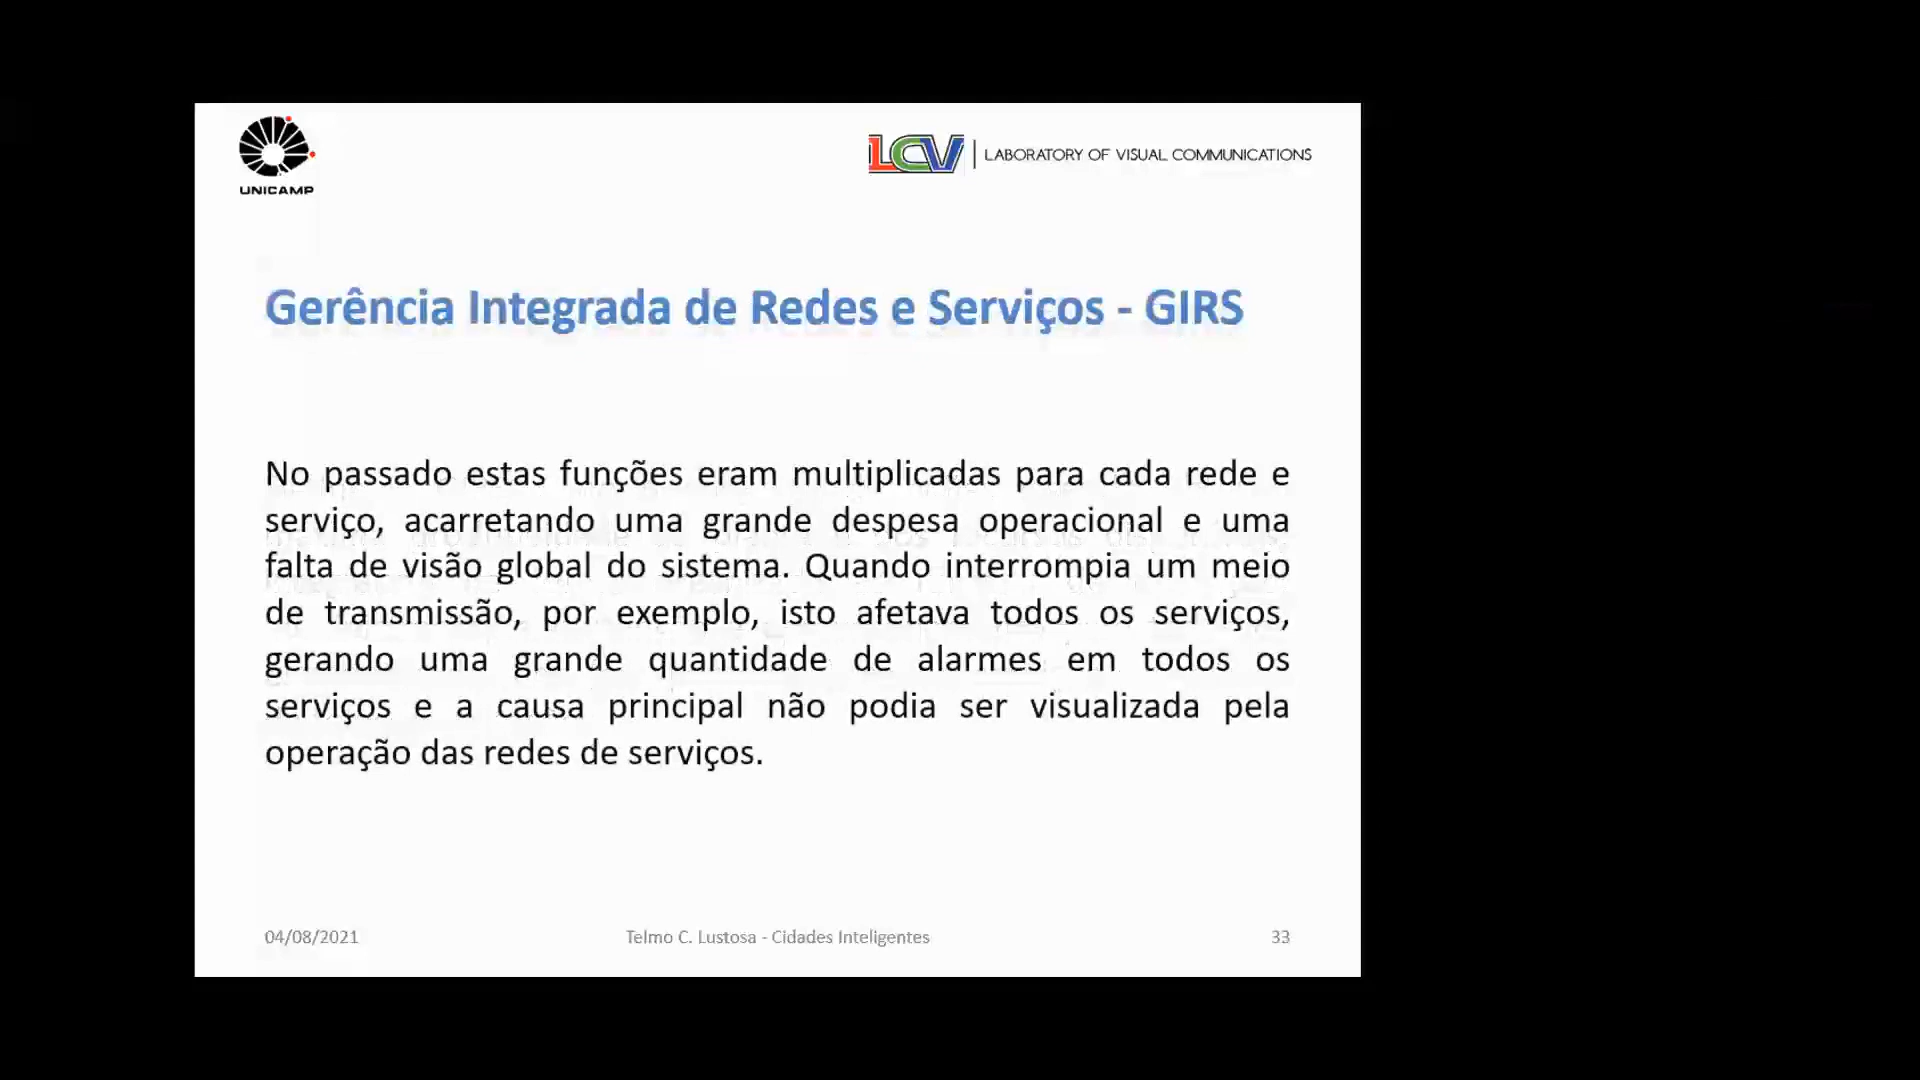 UNICAMP
LCV | LABORATORY OF VISUAL COMMUNICATIONS
Gerência Integrada de Redes e Serviços - GIRS
No passado estas funções eram multiplicadas para cada rede e
serviço, acarretando uma grande despesa operacional e uma
falta de visão global do sistema. Quando interrompia um meio
de transmissão, por exemplo, isto afetava todos os serviços,
gerando uma grande quantidade de alarmes em todos os
serviços e a causa principal não podia ser visualizada pela
operação das redes de serviços.
04/08/2021
Telmo C. Lustosa - Cidades Inteligentes
33